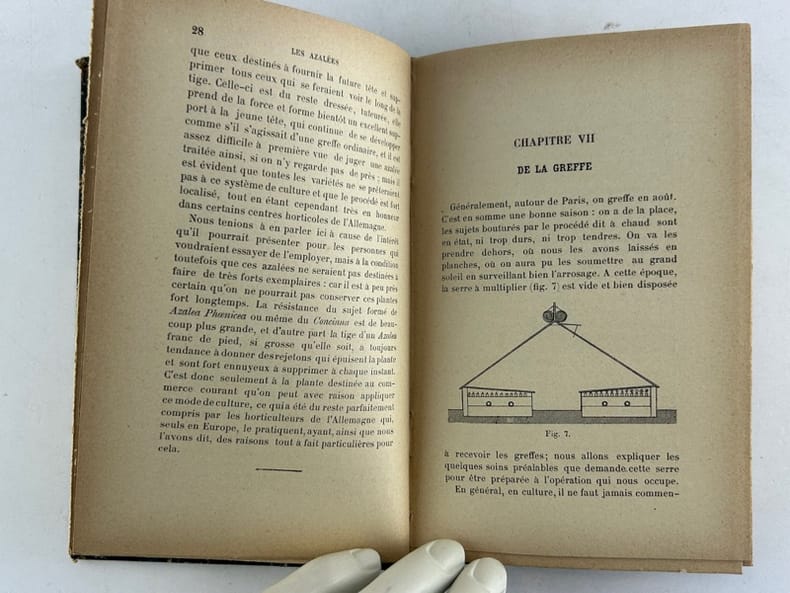 28
LES AZALÉES
que ceux destinés à fournir la future tête et sup-
primer tous ceux qui se feraient voir le long de la
tige. Celle-ci est du reste dressée, tuteurée, elle
prend de la force et forme bientôt un excellent sup-
port à la jeune tête, qui continue de se développer
comme s'il s'agissait d'une greffe ordinaire, et il est
assez difficile à première vue de juger une azalée
traitée ainsi, si on n'y regarde pas de près ; mais il
est évident que toutes les variétés ne se prêteraient
pas à ce système de culture et que le procédé est fort
localisé, tout en étant cependant très en honneur
dans certains centres horticoles de l'Allemagne.
Nous tenions à en parler ici à cause de l'intérêt
qu'il pourrait présenter pour les personnes qui
voudraient essayer de l'employer, mais à la condition
toutefois que ces azalées ne seraient pas destinées à
faire de très forts exemplaires : car il est à peu près
certain qu'on ne pourrait pas conserver ces plantes
fort longtemps. La résistance du sujet formé de
Azalea Phœnicea ou même du Concinna est de beau-
coup plus grande, et d'autre part la tige d'un Azalea
franc de pied, si grosse qu'elle soit, a toujours
tendance à donner des rejetons qui épuisent la plante
et sont fort ennuyeux à supprimer à chaque instant.
C'est donc seulement à la plante destinée au com-
merce courant qu'on peut avec raison appliquer
ce mode de culture, ce qui a été du reste parfaitement
compris par les horticulteurs de l'Allemagne qui,
seuls en Europe, le pratiquent, ayant, ainsi que nous
l'avons dit, des raisons tout à fait particulières pour
cela.
CHAPITRE VII
DE LA GREFFE
Généralement, autour de Paris, on greffe en août.
C'est en somme une bonne saison : on a de la place,
les sujets bouturés par le procédé dit à chaud sont
en état, ni trop durs, ni trop tendres. On va les
prendre dehors, où nous les avons laissés en
planches, où on aura pu les soumettre au grand
soleil en surveillant bien l'arrosage. A cette époque,
la serre à multiplier (fig. 7) est vide et bien disposée
Fig. 7.
à recevoir les greffes; nous allons expliquer les
quelques soins préalables que demande cette serre
pour être préparée à l'opération qui nous occupe.
En général, en culture, il ne faut jamais commen-